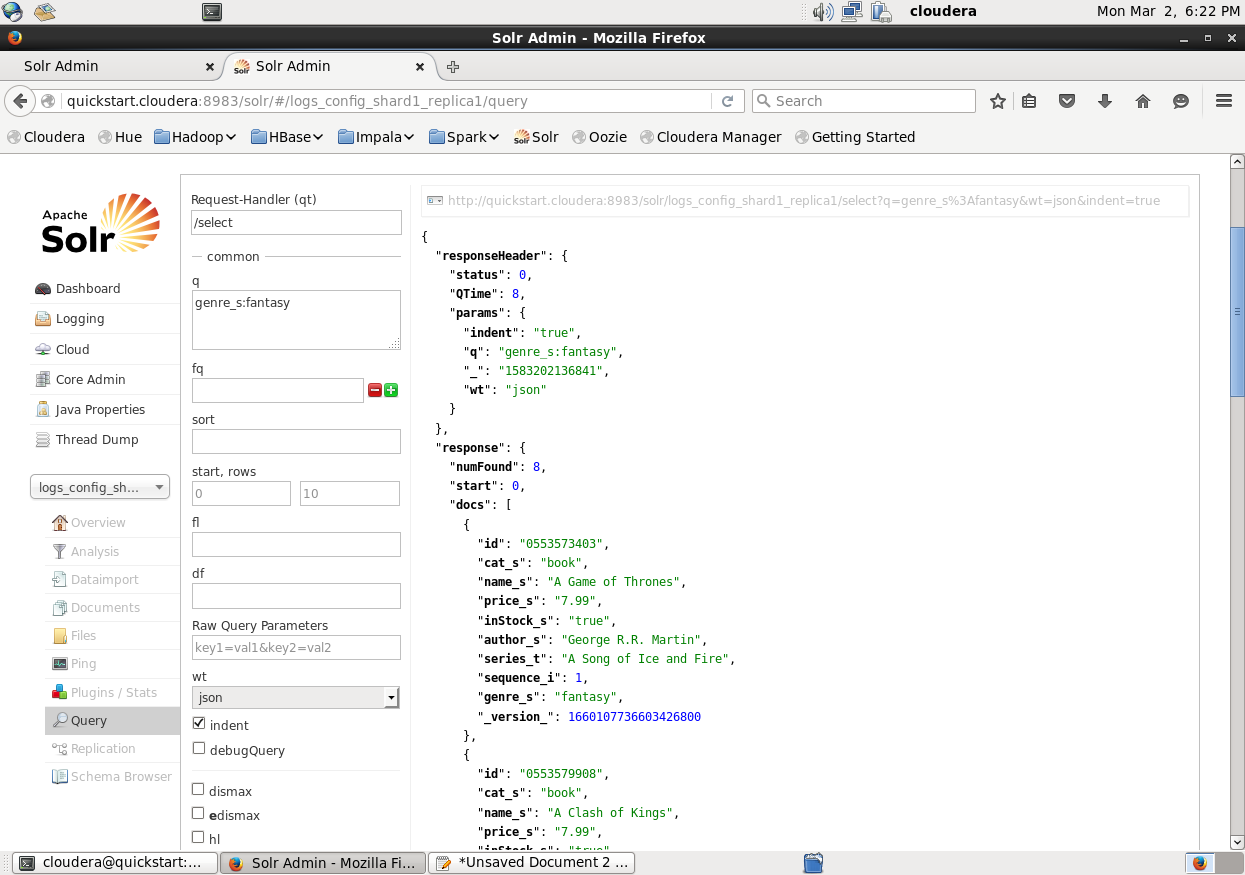 cloudera
Mon Mar 2, 6:22 PM
Solr Admin - Mozilla Firefox
Solr Admin
Solr Admin
quickstart.cloudera:8983/solr/#/logs_config_shard1_replica1/query
Search
Cloudera
Hue
Hadoop
HBase
Impala
Spark
Solr
Oozie
Cloudera Manager
Getting Started
Apache
Solr
Dashboard
Logging
Cloud
Core Admin
Java Properties
Thread Dump
logs_config_sh...
Overview
Analysis
Dataimport
Documents
Files
Ping
Plugins / Stats
Query
Replication
Schema Browser
Request-Handler (qt)
/select
common
q
genre_s:fantasy
fq
sort
start, rows
0
10
fl
df
Raw Query Parameters
key1=val1&key2=val2
wt
json
indent
debugQuery
dismax
edismax
hl
http://quickstart.cloudera:8983/solr/logs_config_shard1_replica1/select?q=genre_s%3Afantasy&wt=json&indent=true
{
"responseHeader": {
"status": 0,
"QTime": 8,
"params": {
"indent": "true",
"q": "genre_s:fantasy",
"_": "1583202136841",
"wt": "json"
}
},
"response": {
"numFound": 8,
"start": 0,
"docs": [
{
"id": "0553573403",
"cat_s": "book",
"name_s": "A Game of Thrones",
"price_s": "7.99",
"inStock_s": "true",
"author_s": "George R.R. Martin",
"series_t": "A Song of Ice and Fire",
"sequence_i": 1,
"genre_s": "fantasy",
"_version_": 1660107736603426800
},
{
"id": "0553579908",
"cat_s": "book",
"name_s": "A Clash of Kings",
"price_s": "7.99",
"inStock_s": "true",
cloudera@quickstart:...
Solr Admin - Mozilla Fi...
*Unsaved Document 2 ...